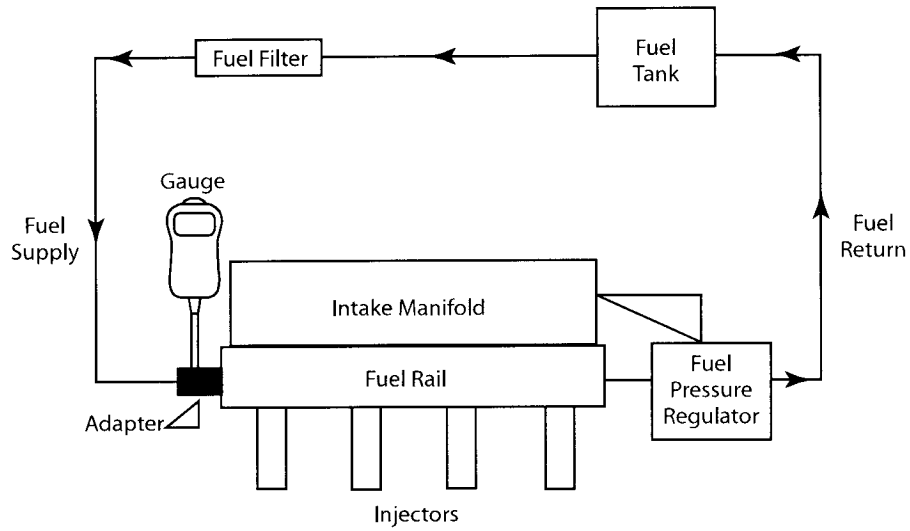 Fuel Filter
Fuel
Tank
Gauge
Fuel
Supply
Fuel
Return
Intake Manifold
Fuel Rail
Fuel
Pressure
Regulator
Adapter
Injectors